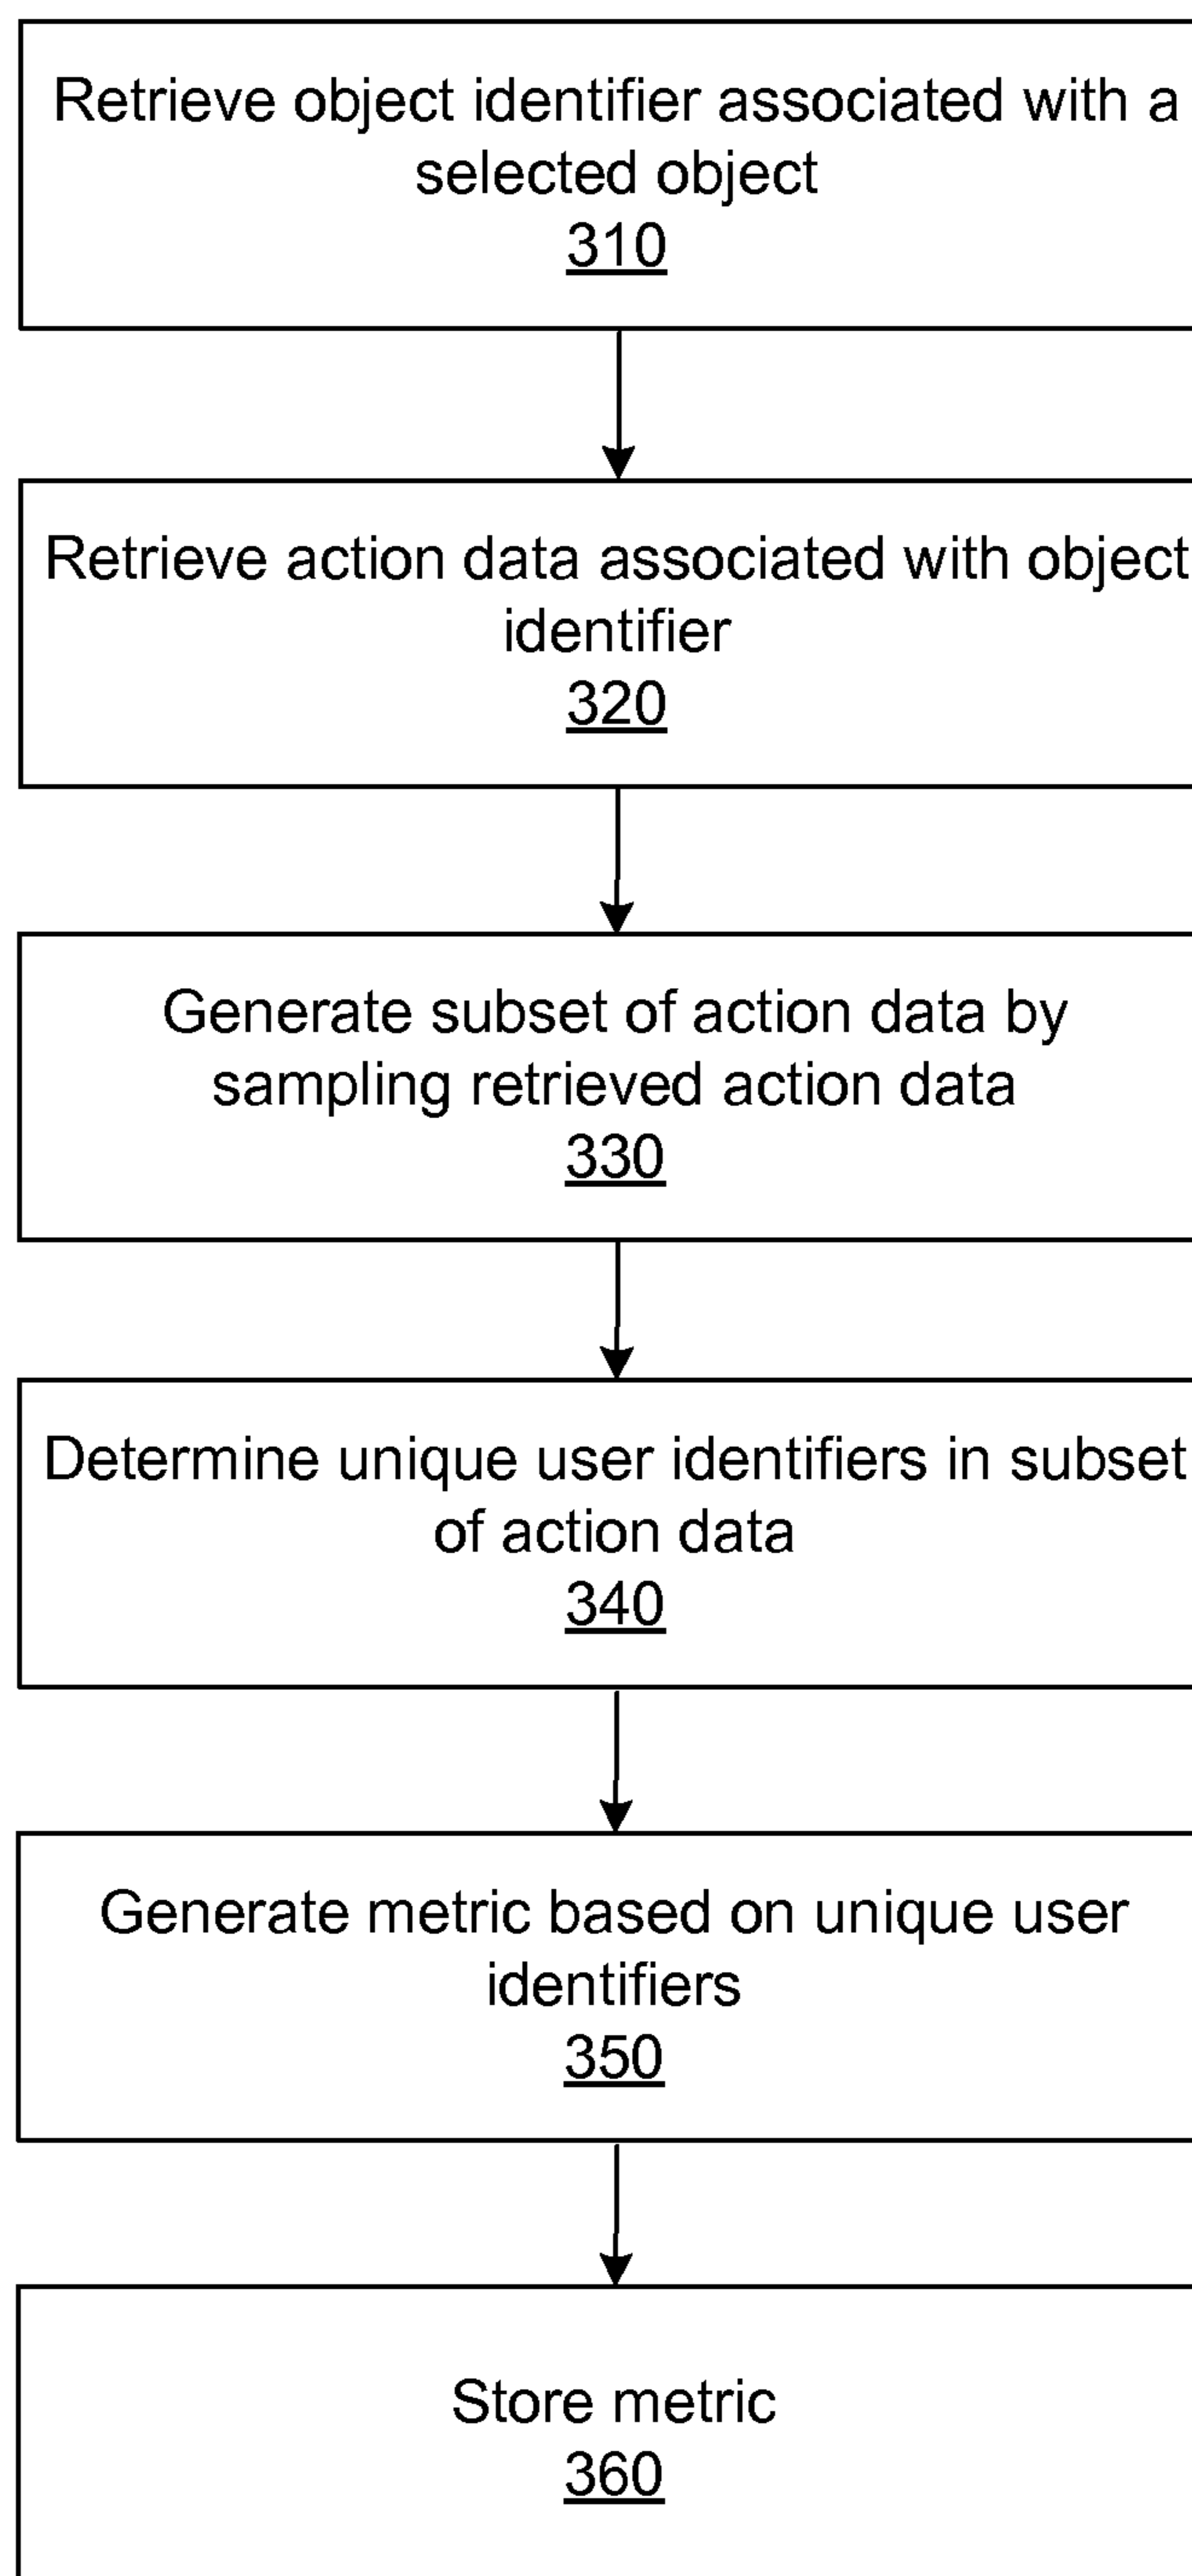 Retrieve object identifier associated with a
selected object
310
Retrieve action data associated with object
identifier
320
Generate subset of action data by
sampling retrieved action data
330
Determine unique user identifiers in subset
of action data
340
Generate metric based on unique user
identifiers
350
Store metric
360